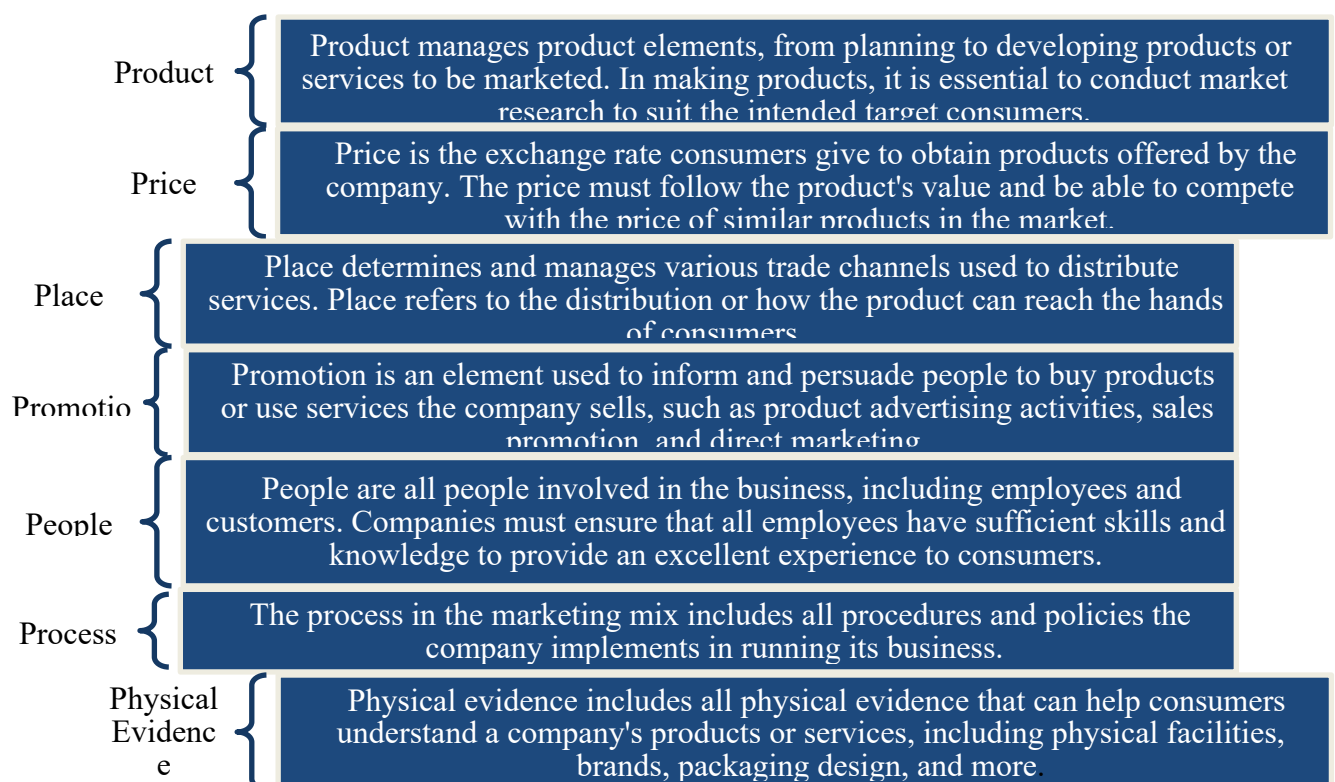 Product
Product manages product elements, from planning to developing products or
services to be marketed. In making products, it is essential to conduct market
research to suit the intended target consumers.
Price
Price is the exchange rate consumers give to obtain products offered by the
company. The price must follow the product's value and be able to compete
with the price of similar products in the market.
Place
Place determines and manages various trade channels used to distribute
services. Place refers to the distribution or how the product can reach the hands
of consumers
Promotio
Promotion is an element used to inform and persuade people to buy products
or use services the company sells, such as product advertising activities, sales
promotion, and direct marketing
People
People are all people involved in the business, including employees and
customers. Companies must ensure that all employees have sufficient skills and
knowledge to provide an excellent experience to consumers.
Process
The process in the marketing mix includes all procedures and policies the
company implements in running its business.
Physical
Evidenc
e
Physical evidence includes all physical evidence that can help consumers
understand a company's products or services, including physical facilities,
brands, packaging design, and more.